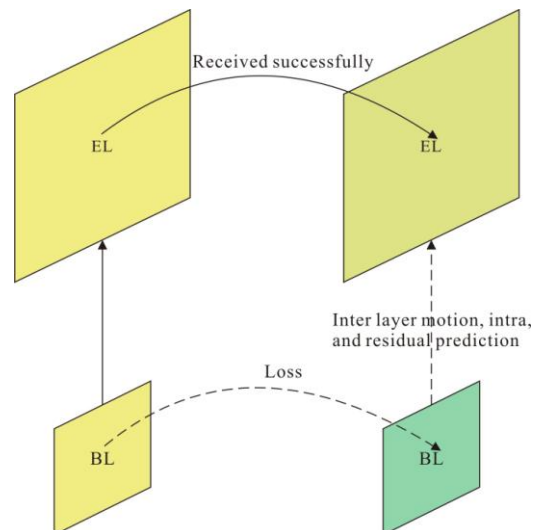 Received successfully
EL
EL
Inter layer motion, intra,
and residual prediction
Loss
BL
BL